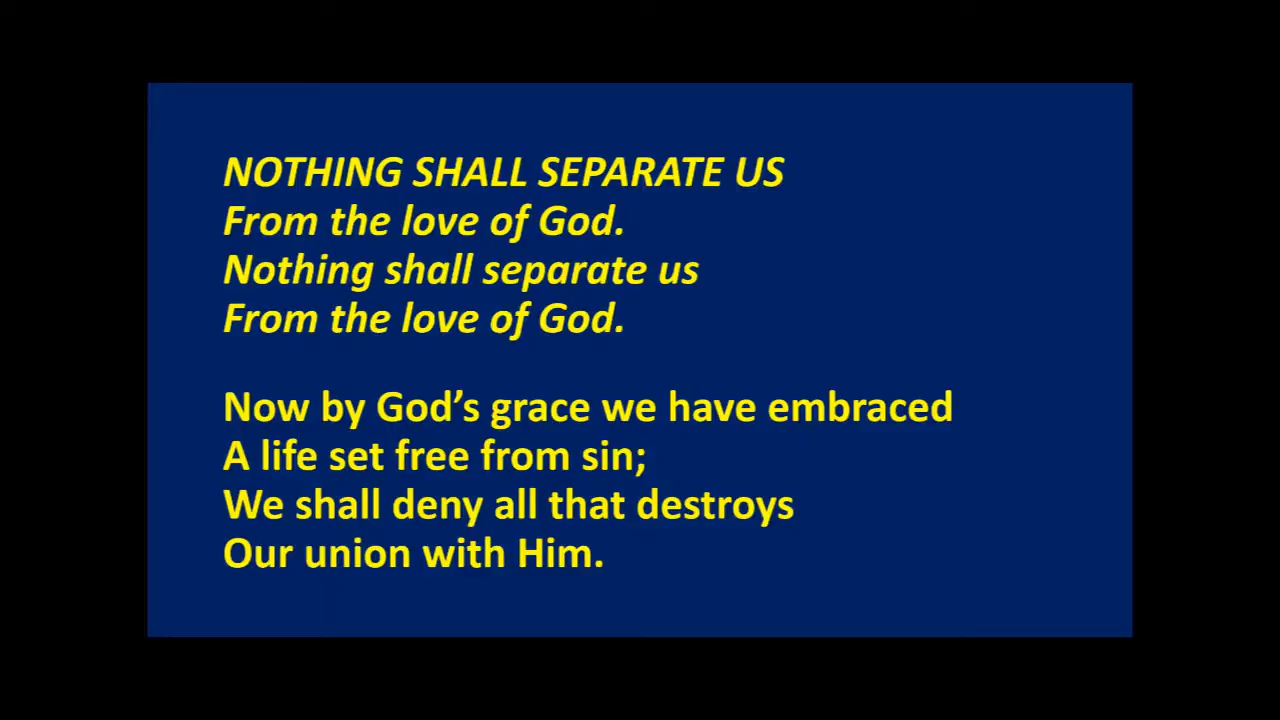 NOTHING SHALL SEPARATE US
From the love of God.
Nothing shall separate us
From the love of God.
Now by God’s grace we have embraced
A life set free from sin;
We shall deny all that destroys
Our union with Him.